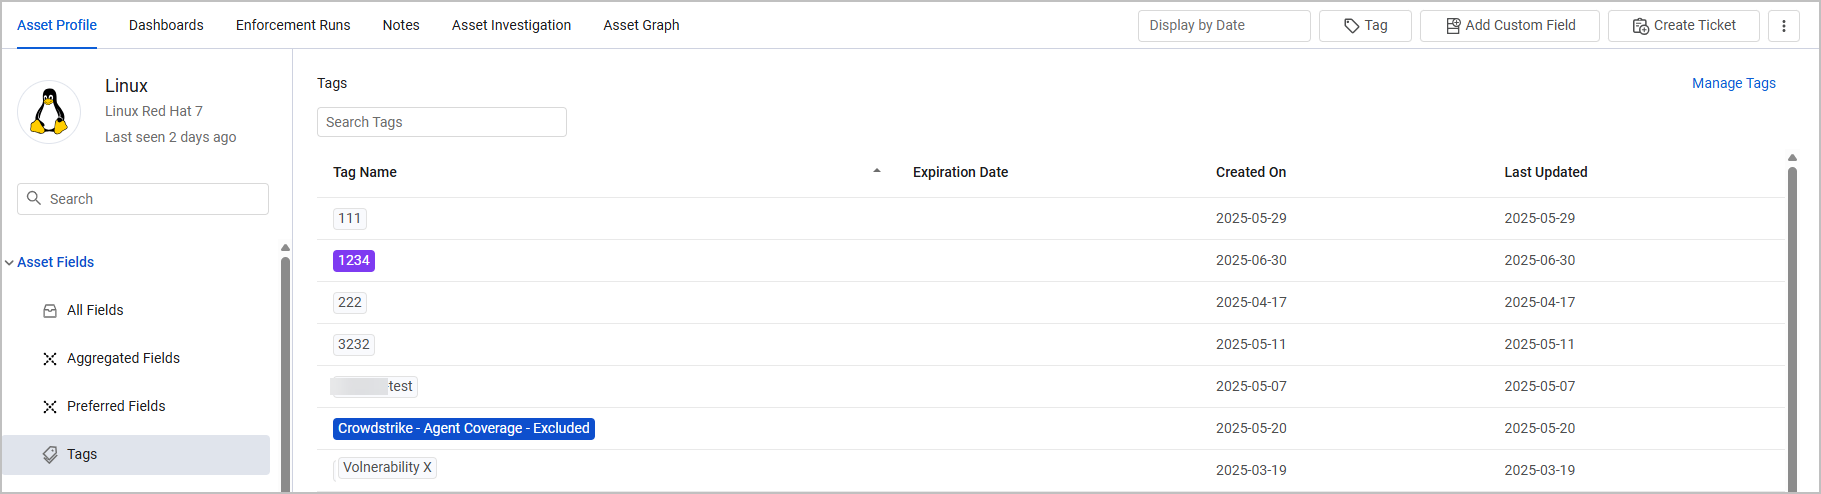 Asset Profile Dashboards Enforcement Runs Notes Asset Investigation Asset Graph Display by Date Tag Add Custom Field Create Ticket
Linux
Linux Red Hat 7
Last seen 2 days ago
Search
Asset Fields
All Fields
Aggregated Fields
Preferred Fields
Tags
Tags Manage Tags
Search Tags
Tag Name Expiration Date Created On Last Updated
111 2025-05-29 2025-05-29
1234 2025-06-30 2025-06-30
222 2025-04-17 2025-04-17
3232 2025-05-11 2025-05-11
-test 2025-05-07 2025-05-07
Crowdstrike - Agent Coverage - Excluded 2025-05-20 2025-05-20
Volnerability X 2025-03-19 2025-03-19